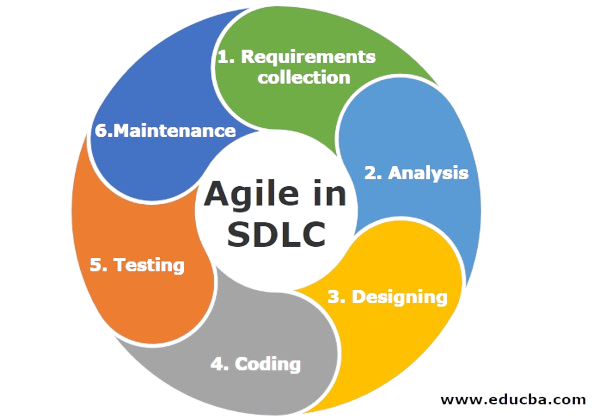 1. Requirements
collection
2. Analysis
3. Designing
4. Coding
5. Testing
6.Maintenance
Agile in
SDLC
www.educba.com